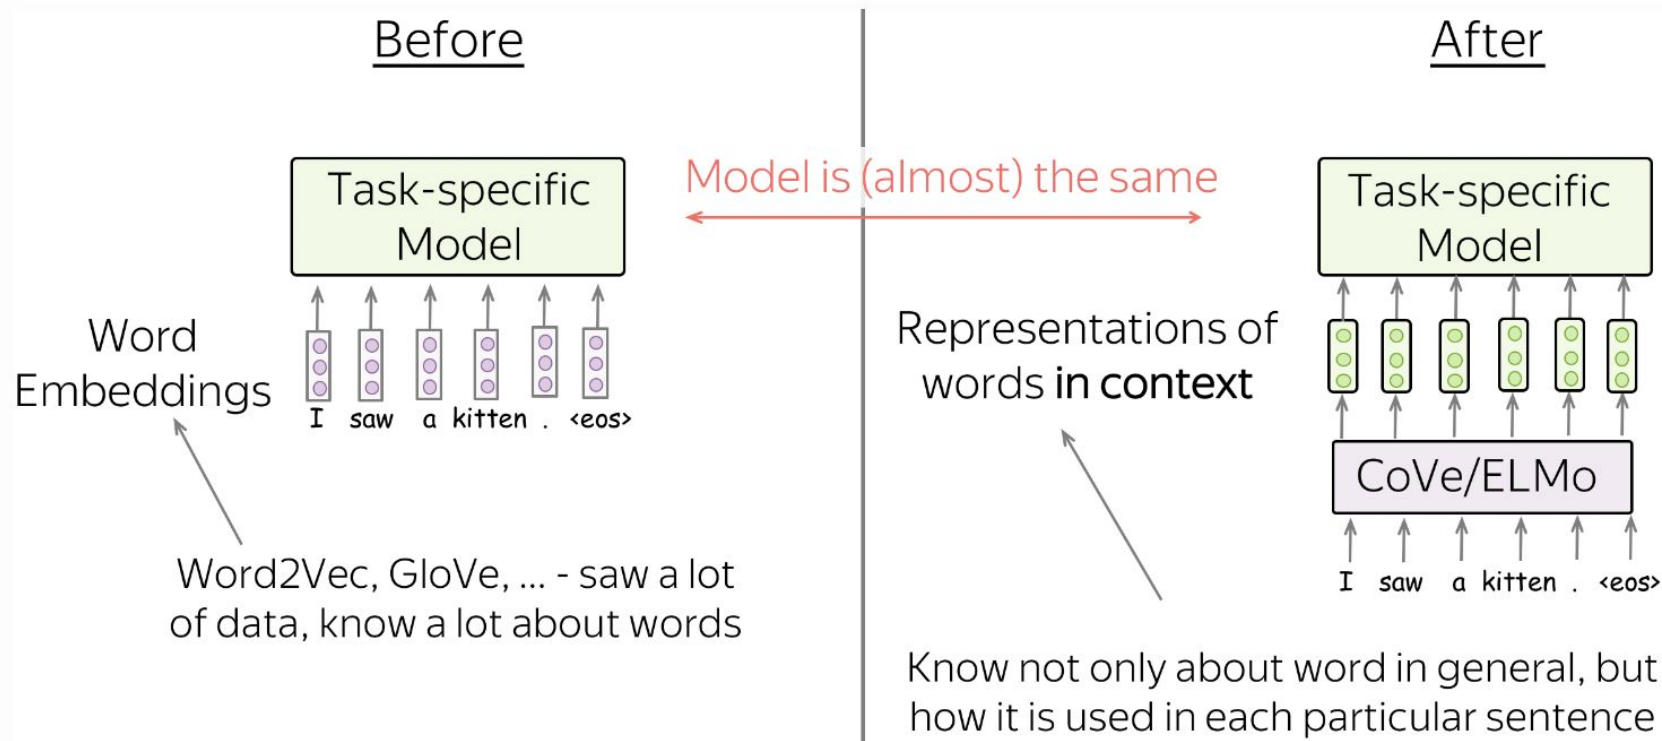 Before
Task-specific
Model
Word
Embeddings
I saw a kitten . <eos>
Word2Vec, GloVe, ... - saw a lot
of data, know a lot about words
Model is (almost) the same
After
Task-specific
Model
Representations of
words in context
CoVe/ELMo
I saw a kitten . <eos>
Know not only about word in general, but
how it is used in each particular sentence